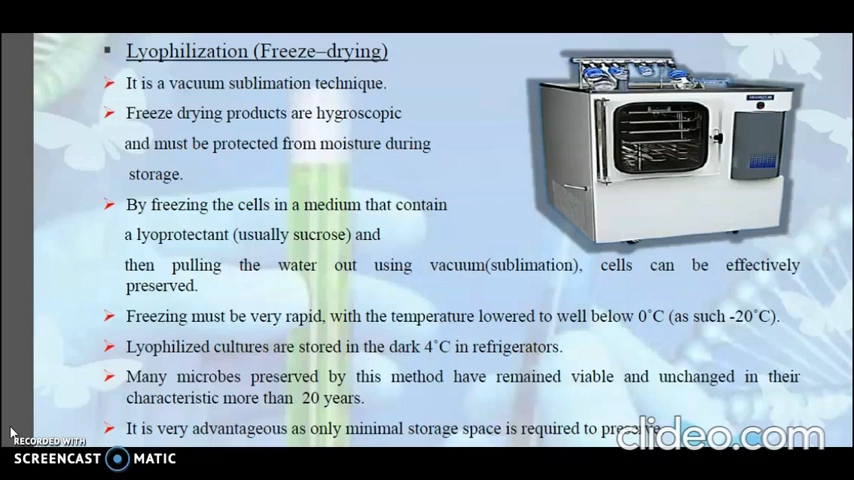 Lyophilization (Freeze–drying)
It is a vacuum sublimation technique.
Freeze drying products are hygroscopic
and must be protected from moisture during
storage.
By freezing the cells in a medium that contain
a lyoprotectant (usually sucrose) and
then pulling the water out using vacuum(sublimation), cells can be effectively
preserved.
Freezing must be very rapid, with the temperature lowered to well below 0˚C (as such -20˚C).
Lyophilized cultures are stored in the dark 4˚C in refrigerators.
Many microbes preserved by this method have remained viable and unchanged in their
characteristic more than 20 years.
It is very advantageous as only minimal storage space is required to preserve
clideo.com
RECORDED WITH
SCREENCAST MATIC